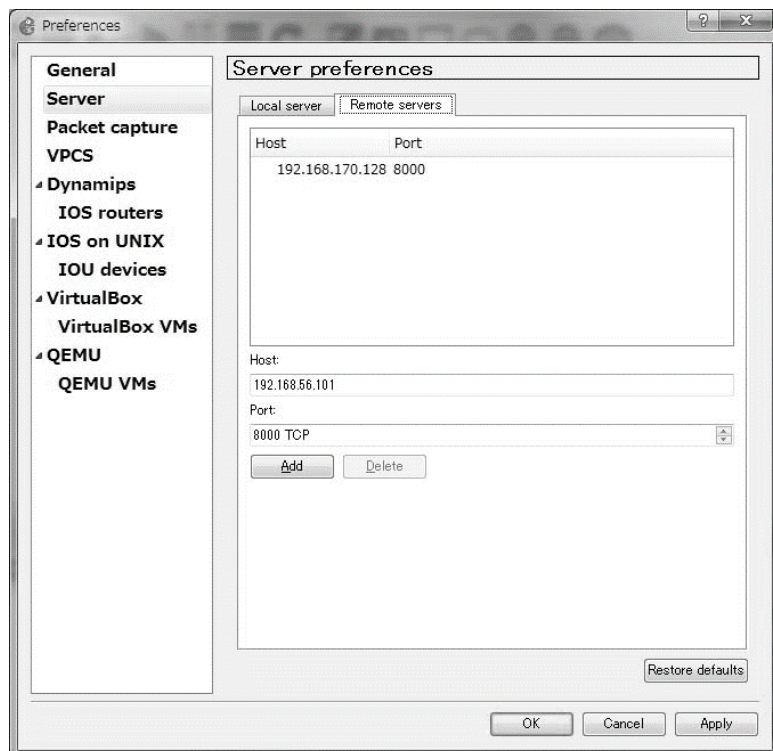 Preferences
General
Server
Packet capture
VPCS
Dynamips
IOS routers
IOS on UNIX
IOU devices
VirtualBox
VirtualBox VMs
QEMU
QEMU VMs
Server preferences
Local server
Remote servers
Host Port
192.168.170.128 8000
Host:
192.168.56.101
Port:
8000 TCP
Add
Delete
Restore defaults
OK
Cancel
Apply